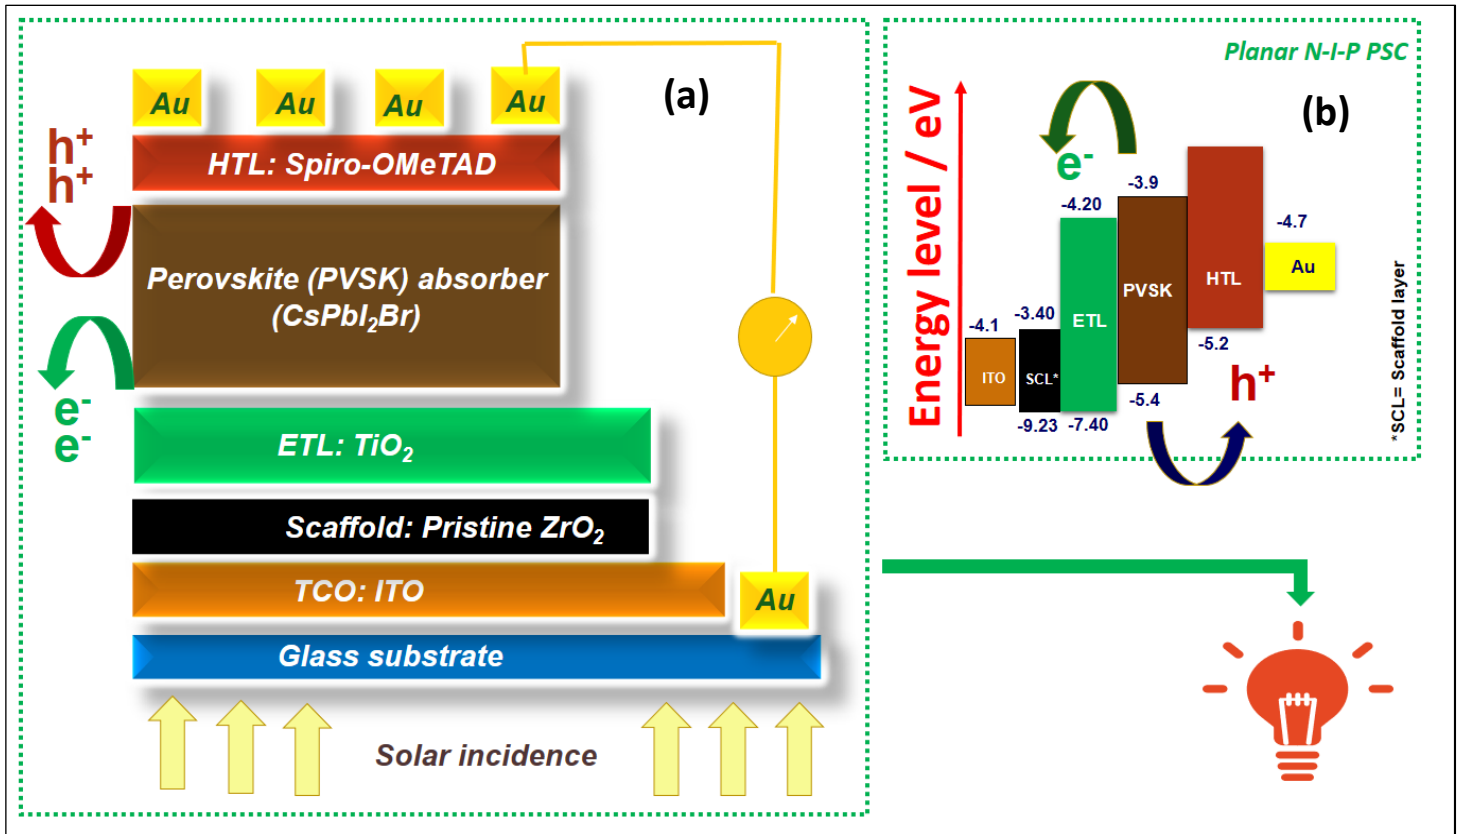 Au
Au
Au
Au
(a)
h⁺
h⁺
HTL: Spiro-OMeTAD
Perovskite (PVSK) absorber
(CsPbI₂Br)
e⁻
e⁻
ETL: TiO₂
Scaffold: Pristine ZrO₂
TCO: ITO
Au
Glass substrate
Solar incidence
Planar N-I-P PSC
(b)
Energy level / eV
e⁻
-3.9
-4.20
-4.7
Au
HTL
PVSK
ETL
-3.40
-4.1
-5.2
ITO
SCL*
-5.4
h⁺
-9.23
-7.40
*SCL= Scaffold layer